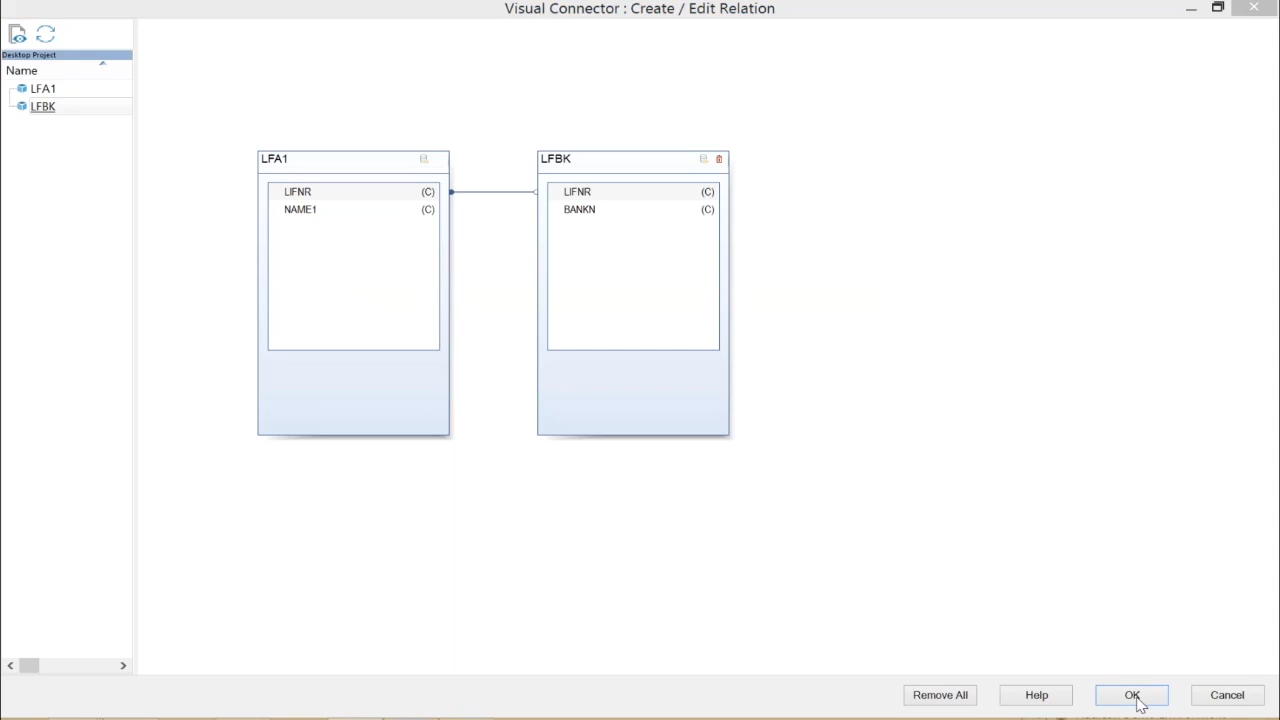 Visual Connector : Create / Edit Relation
Desktop Project
Name
LFA1
LFBK
LFA1
LIFNR (C)
NAME1 (C)
LFBK
LIFNR (C)
BANKN (C)
Remove All Help OK Cancel